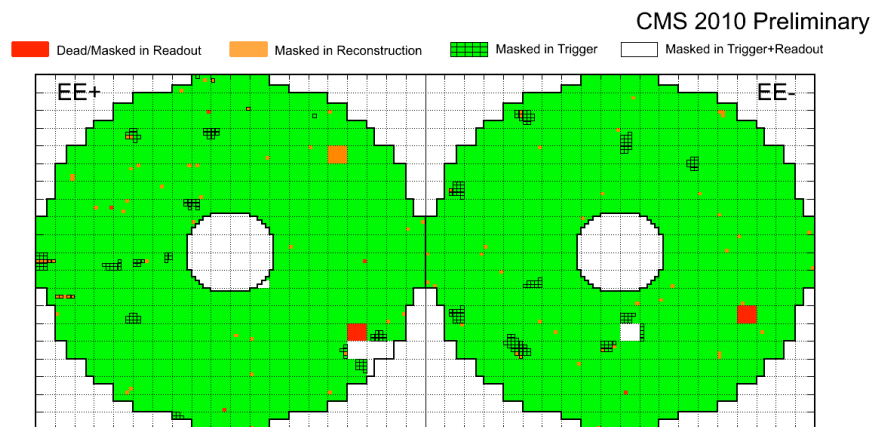 CMS 2010 Preliminary
Dead/Masked in Readout Masked in Reconstruction Masked in Trigger Masked in Trigger+Readout
EE+ EE-